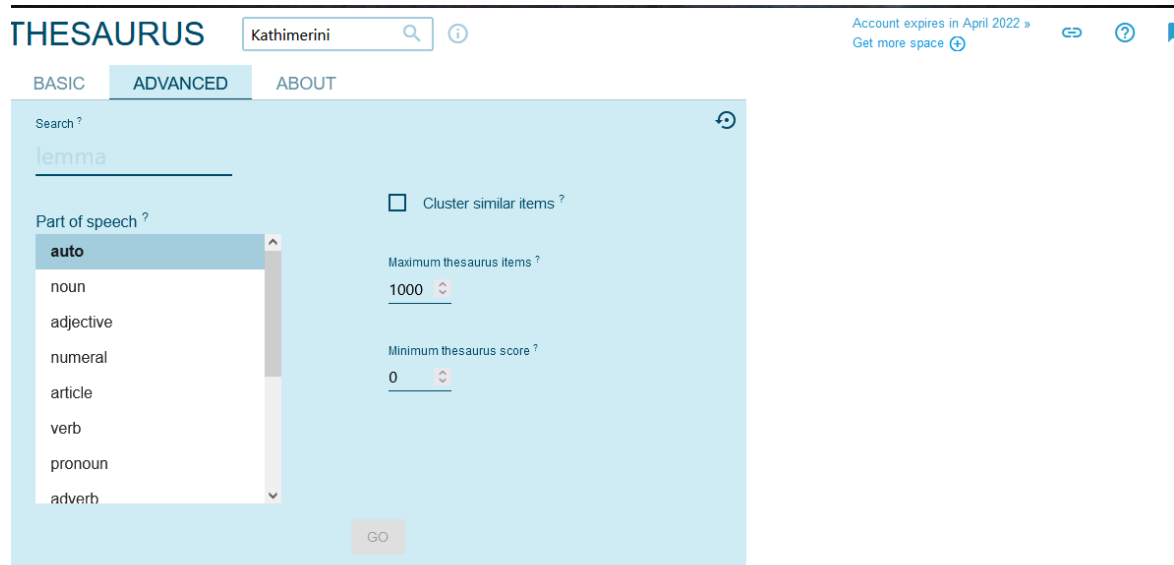 THESAURUS
Kathimerini
Account expires in April 2022 »
Get more space
BASIC
ADVANCED
ABOUT
Search ?
lemma
Part of speech ?
auto
noun
adjective
numeral
article
verb
pronoun
adverb
Cluster similar items ?
Maximum thesaurus items ?
1000
Minimum thesaurus score ?
0
GO